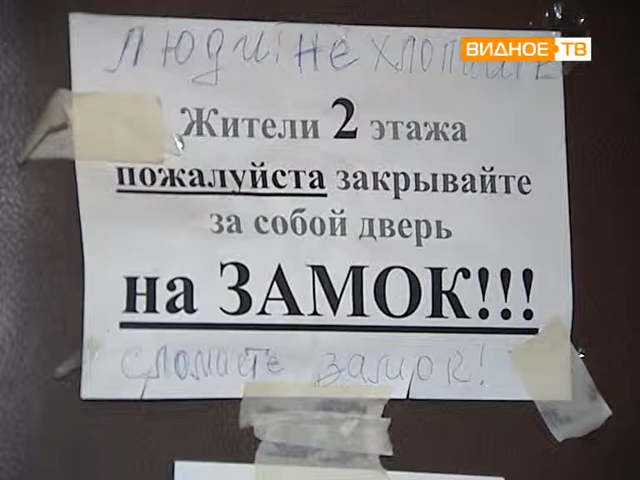 ВИДНОЕ ТВ
ЛЮДИ! НЕ ХЛОПАЙТЕ
Жители 2 этажа
пожалуйста закрывайте
за собой дверь
на ЗАМОК!!!
сломаете замок!